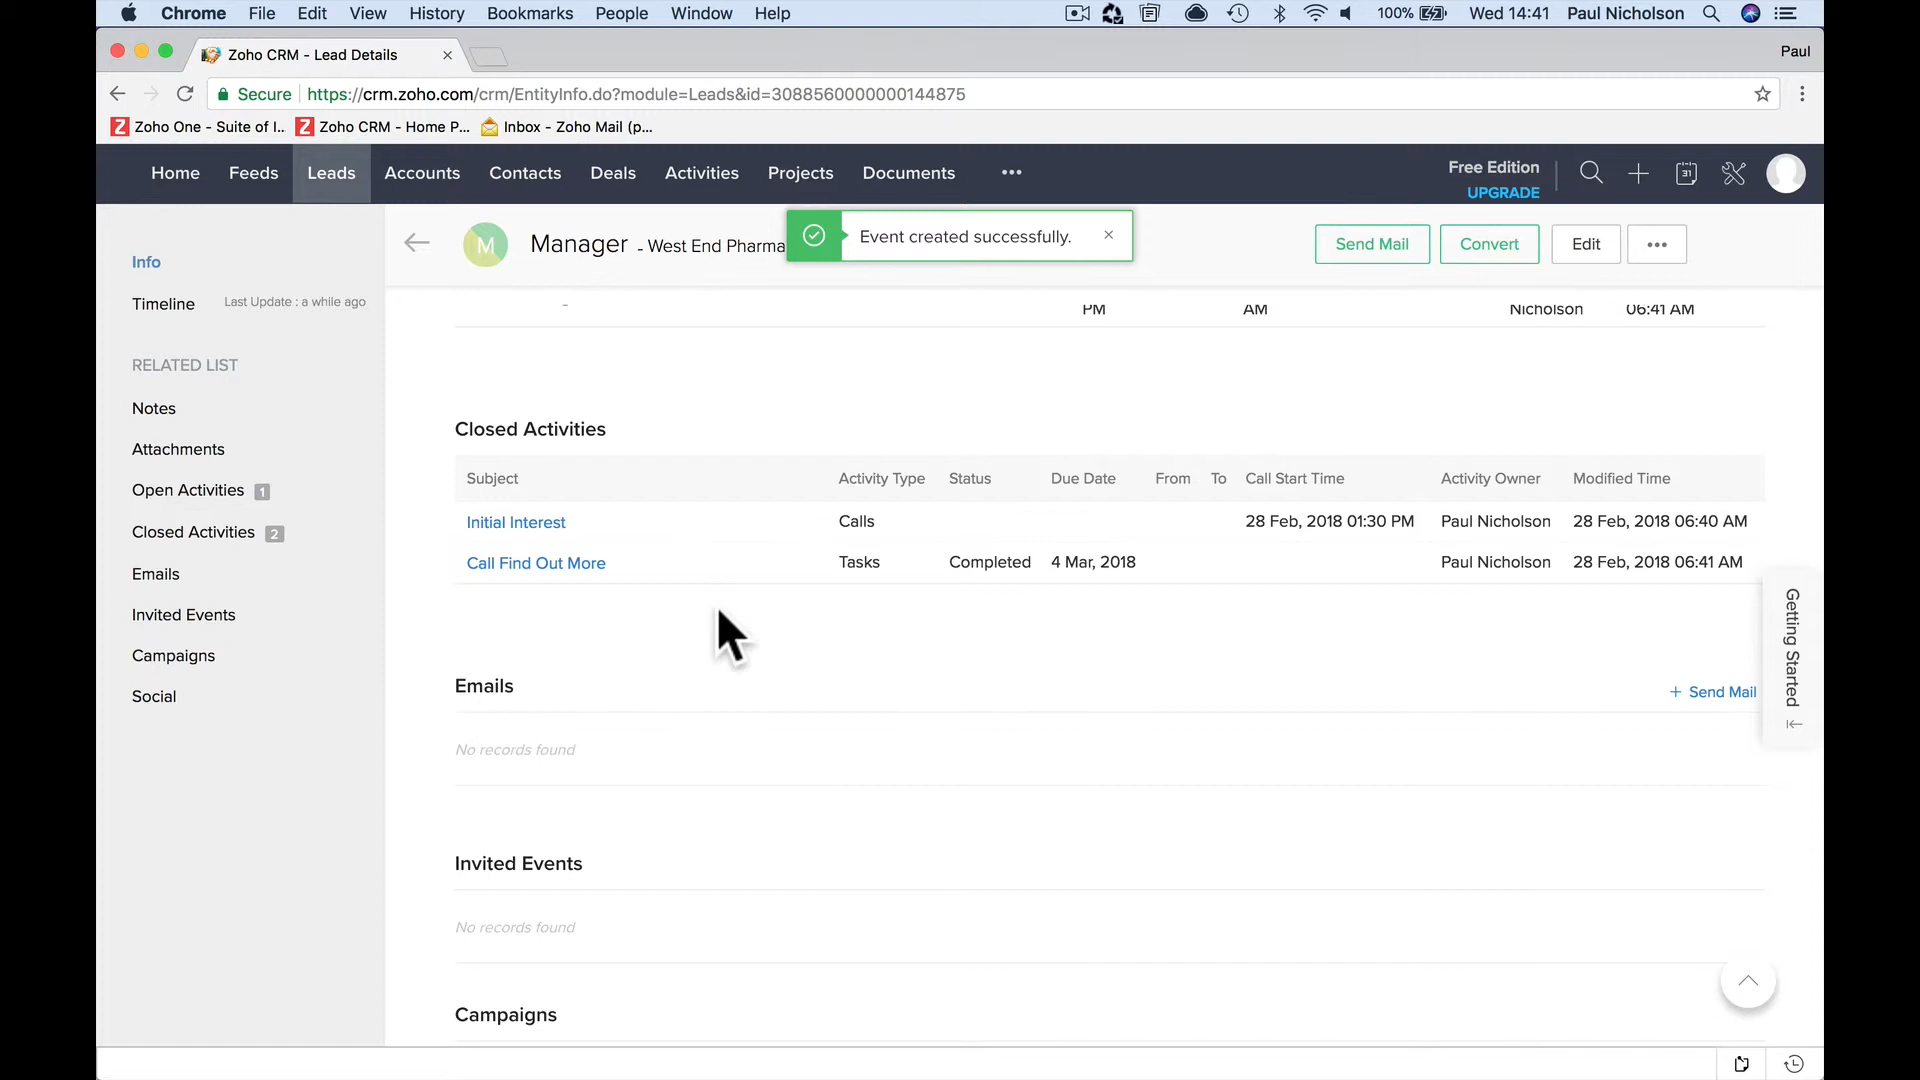 Chrome File Edit View History Bookmarks People Window Help 100% Wed 14:41 Paul Nicholson
Zoho CRM - Lead Details
Paul
Secure https://crm.zoho.com/crm/EntityInfo.do?module=Leads&id=3088560000000144875
Zoho One - Suite of I.. Zoho CRM - Home P... Inbox - Zoho Mail (p...
Home Feeds Leads Accounts Contacts Deals Activities Projects Documents
Free Edition
UPGRADE
31
M
Manager - West End Pharma
Event created successfully.
Send Mail Convert Edit
Info
Timeline Last Update : a while ago
RELATED LIST
Notes
Attachments
Open Activities 1
Closed Activities 2
Emails
Invited Events
Campaigns
Social
- PM AM Nicholson 06:41 AM
Closed Activities
Subject Activity Type Status Due Date From To Call Start Time Activity Owner Modified Time
Initial Interest Calls 28 Feb, 2018 01:30 PM Paul Nicholson 28 Feb, 2018 06:40 AM
Call Find Out More Tasks Completed 4 Mar, 2018 Paul Nicholson 28 Feb, 2018 06:41 AM
Getting Started
Emails
+ Send Mail
No records found
Invited Events
No records found
Campaigns